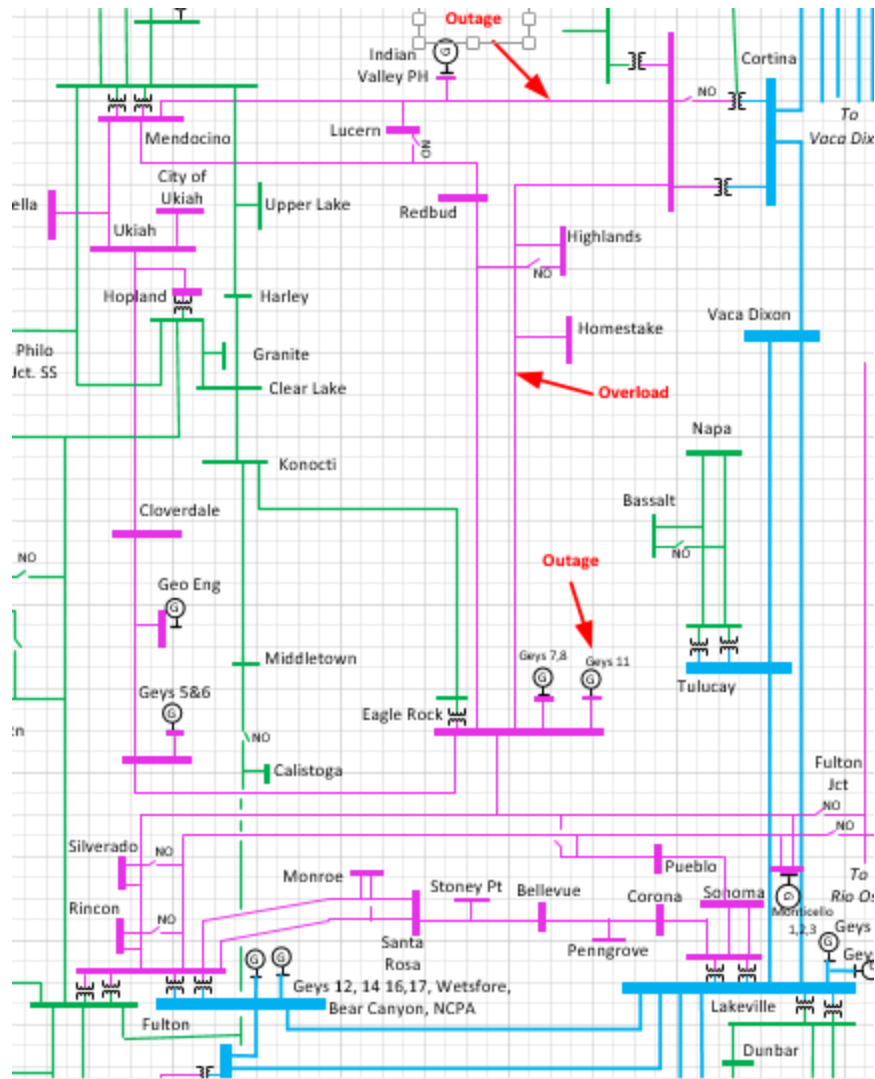 Outage
Indian
Valley PH
G
Cortina
NO
To
Vaca Dix
Lucern
NO
Mendocino
City of
Ukiah
ella
Upper Lake
Redbud
Ukiah
Highlands
NO
Hopland
Harley
Vaca Dixon
Homestake
Philo
Jct. SS
Granite
Clear Lake
Overload
Napa
Konocti
Bassalt
NO
Cloverdale
NO
Outage
Geo Eng
G
Middletown
Geys 7,8
Geys 11
G
G
Tulucay
Geys 5&6
G
Eagle Rock
n
NO
Calistoga
Fulton
Jct
NO
NO
Silverado
NO
Pueblo
Monroe
Stoney Pt
Bellevue
Corona
Sonoma
To
Rio Os
G
Monticello
1,2,3
Geys
Rincon
NO
Penngrove
G
Gey
G
Santa
Rosa
G
G
Geys 12, 14 16,17, Wetsfore,
Bear Canyon, NCPA
Lakeville
Fulton
Dunbar